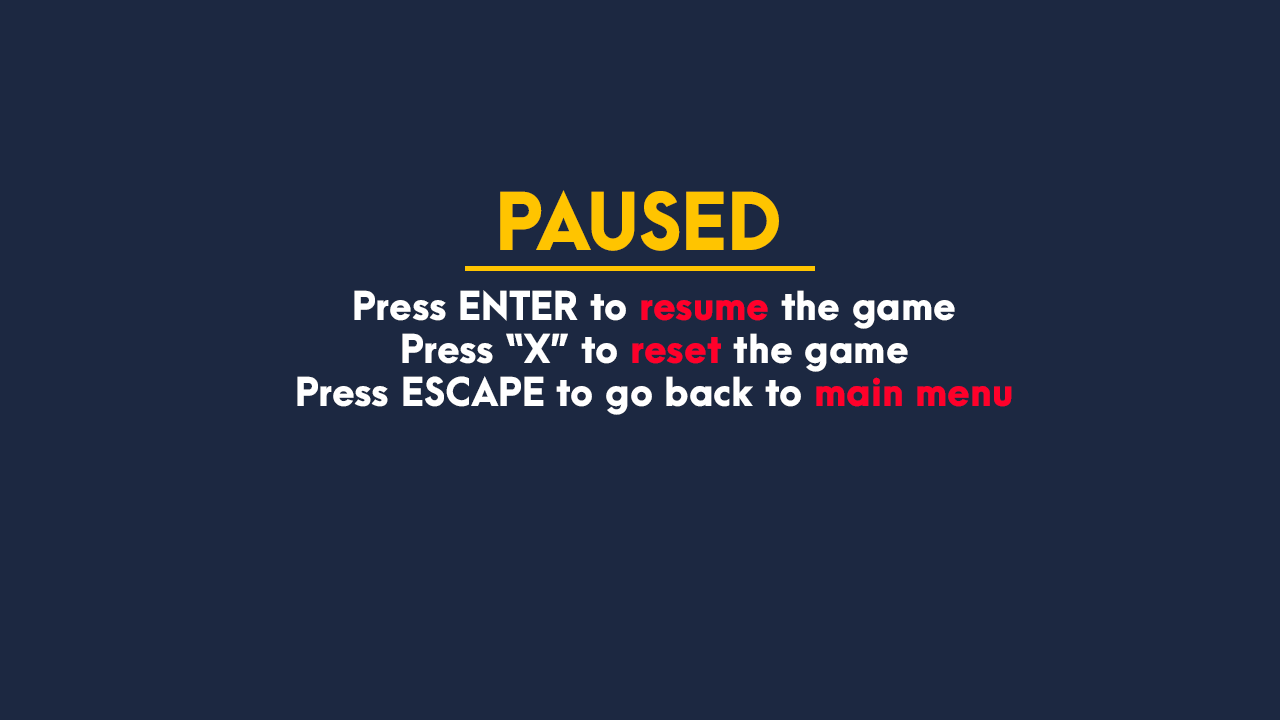 PAUSED
Press ENTER to resume the game
Press “X” to reset the game
Press ESCAPE to go back to main menu